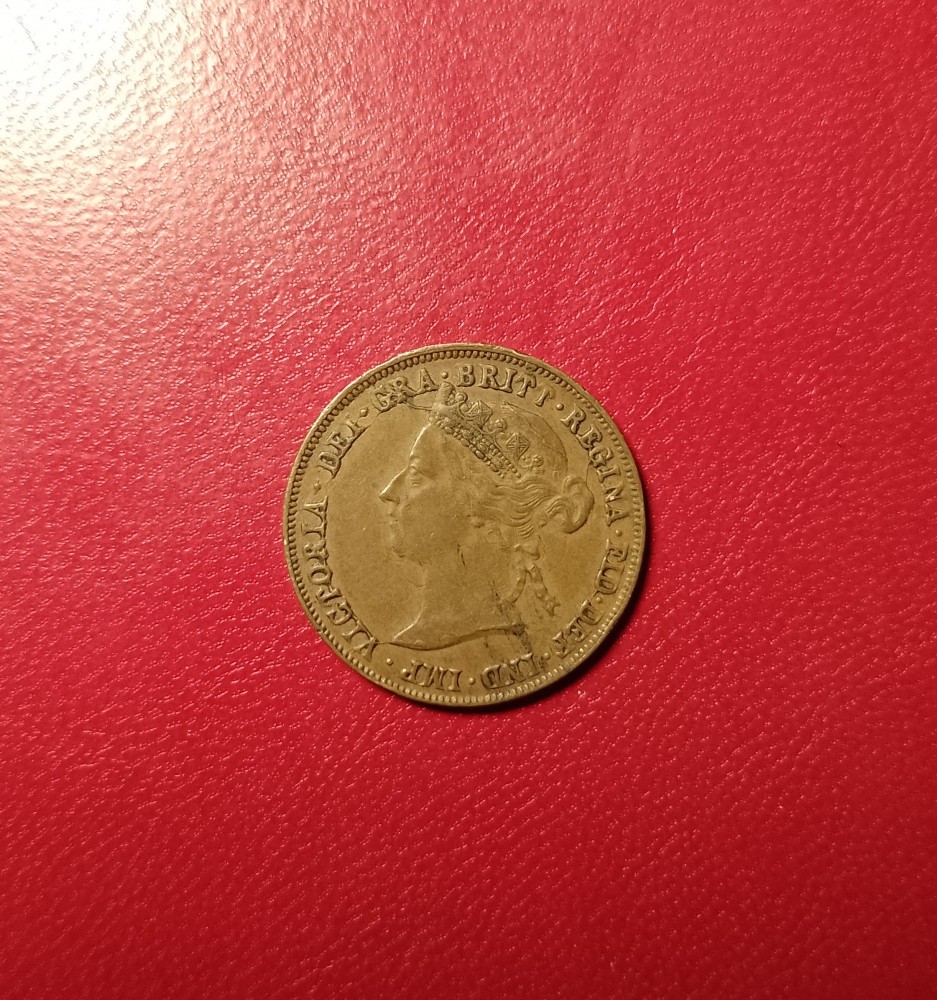 VICTORIA · DEI · GRA · BRITT · REGINA · FID · DEF · IND · IMP ·